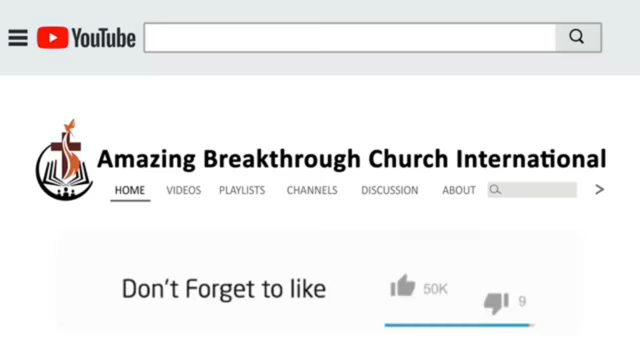 YouTube
Amazing Breakthrough Church International
HOME VIDEOS PLAYLISTS CHANNELS DISCUSSION ABOUT
Don't Forget to like 50K 9